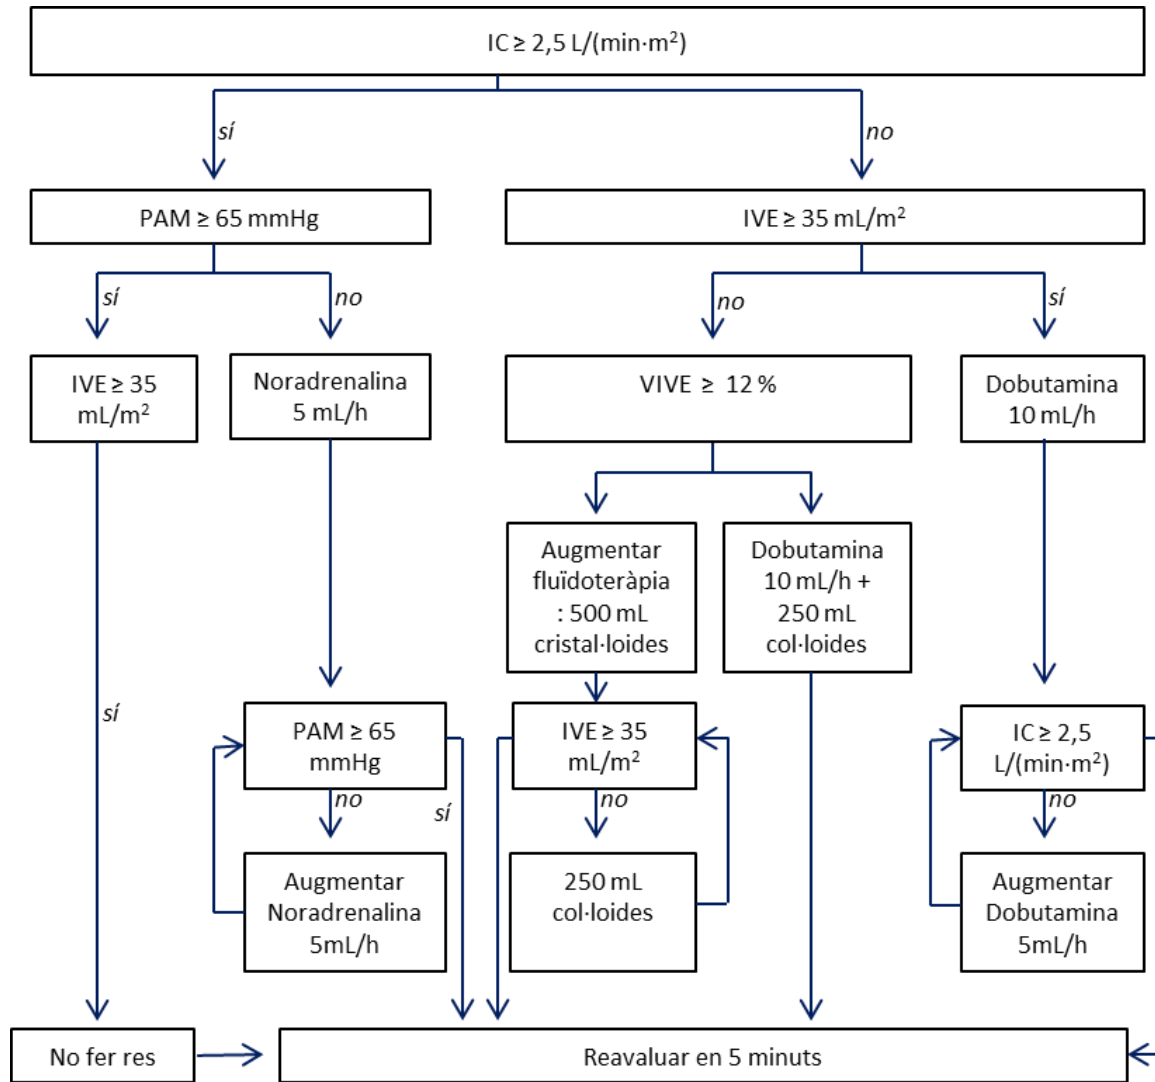 IC ≥ 2,5 L/(min·m²)
sí
no
PAM ≥ 65 mmHg
IVE ≥ 35 mL/m²
sí
no
no
sí
IVE ≥ 35
mL/m²
Noradrenalina
5 mL/h
VIVE ≥ 12 %
Dobutamina
10 mL/h
Augmentar
fluïdoteràpia
: 500 mL
cristal·loides
Dobutamina
10 mL/h +
250 mL
col·loides
sí
PAM ≥ 65
mmHg
IVE ≥ 35
mL/m²
IC ≥ 2,5
L/(min·m²)
no
sí
no
no
Augmentar
Noradrenalina
5mL/h
250 mL
col·loides
Augmentar
Dobutamina
5mL/h
No fer res
Reavaluar en 5 minuts